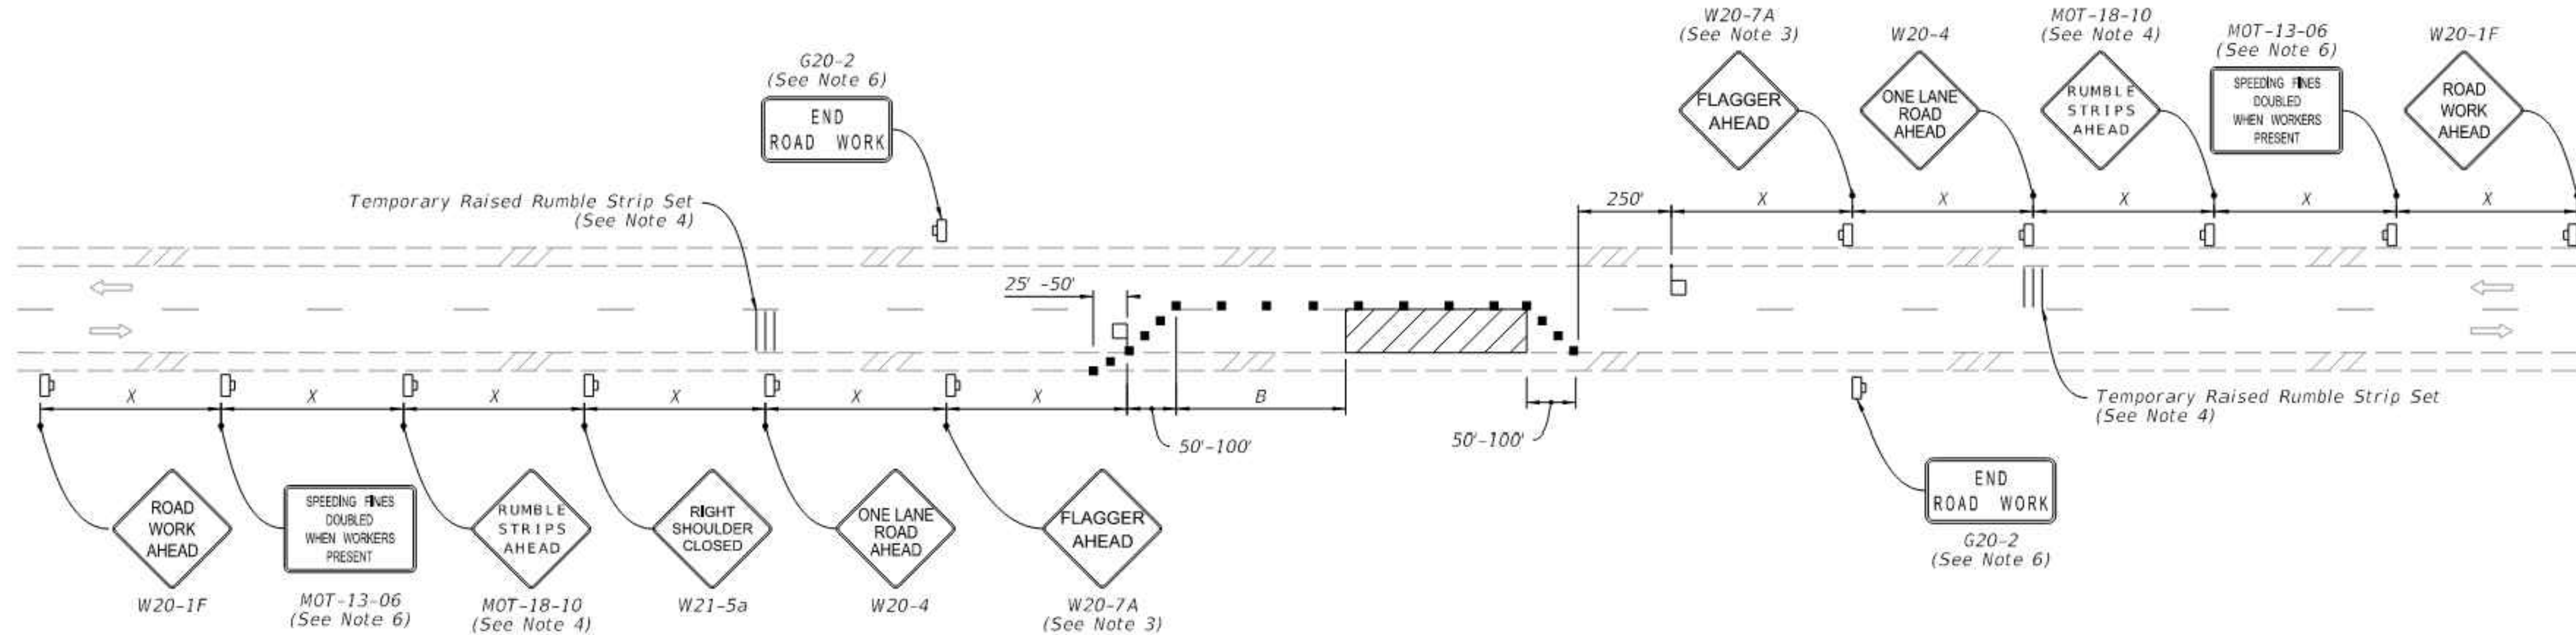 W20-7A
(See Note 3)
FLAGGER
AHEAD
W20-4
ONE LANE
ROAD
AHEAD
MOT-18-10
(See Note 4)
RUMBLE
STRIPS
AHEAD
MOT-13-06
(See Note 6)
SPEEDING FINES
DOUBLED
WHEN WORKERS
PRESENT
W20-1F
ROAD
WORK
AHEAD
G20-2
(See Note 6)
END
ROAD WORK
Temporary Raised Rumble Strip Set
(See Note 4)
250'
X
X
X
X
X
25' -50'
X
X
X
X
X
X
B
50'-100'
50'-100'
Temporary Raised Rumble Strip Set
(See Note 4)
ROAD
WORK
AHEAD
W20-1F
SPEEDING FINES
DOUBLED
WHEN WORKERS
PRESENT
MOT-13-06
(See Note 6)
RUMBLE
STRIPS
AHEAD
MOT-18-10
(See Note 4)
RIGHT
SHOULDER
CLOSED
W21-5a
ONE LANE
ROAD
AHEAD
W20-4
FLAGGER
AHEAD
W20-7A
(See Note 3)
END
ROAD WORK
G20-2
(See Note 6)